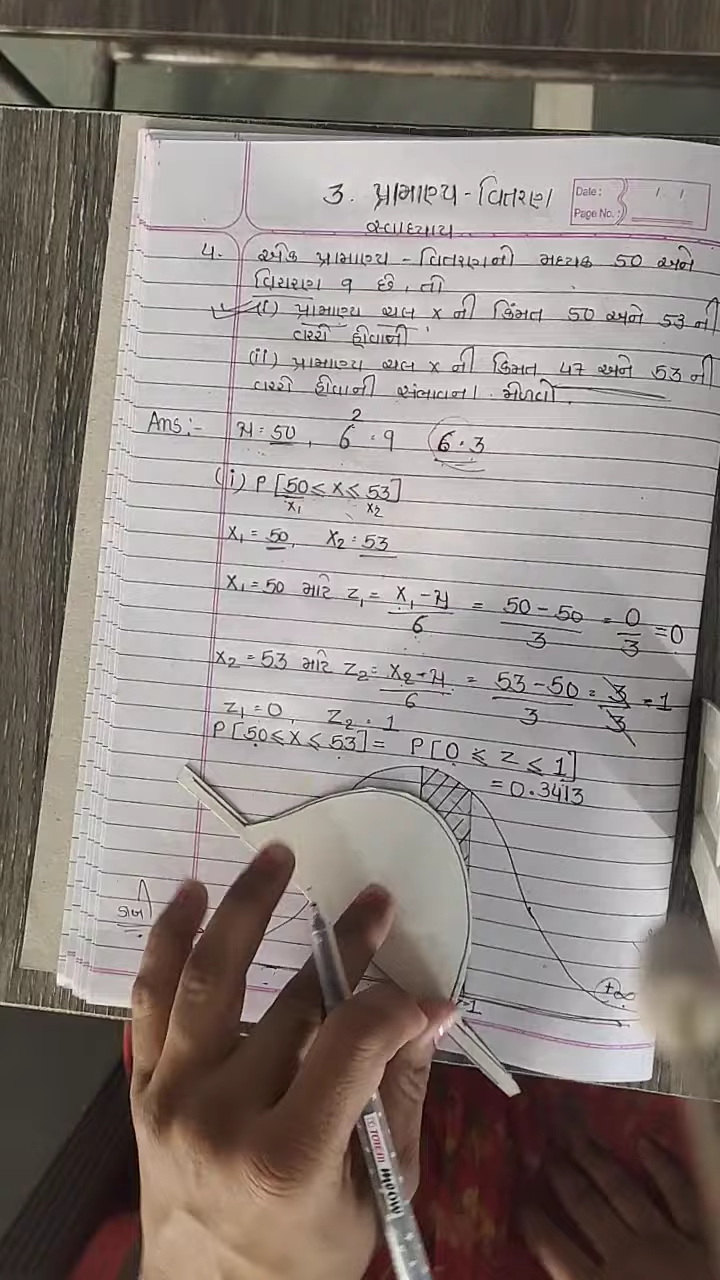 3. પ્રામાણ્ય - વિતરણ
Date : / /
Page No. :
સ્વાધ્યાય
4. એક પ્રામાણ્ય - વિતરણનો મધ્યક 50 અને
વિચરણ 9 છે, તો
(i) પ્રામાણ્ય ચલ x ની કિંમત 50 અને 53 ની
વચ્ચે હોવાની
(ii) પ્રામાણ્ય ચલ x ની કિંમત 47 અને 53 ની
વચ્ચે હોવાની સંભાવના મેળવો.
Ans :- μ = 50, σ² = 9 σ = 3
(i) P [50 ≤ x ≤ 53]
x₁ x₂
x₁ = 50, x₂ = 53
x₁ = 50 માટે z₁ = x₁ - μ / σ = 50 - 50 / 3 = 0 / 3 = 0
x₂ = 53 માટે z₂ = x₂ - μ / σ = 53 - 50 / 3 = 3 / 3 = 1
z₁ = 0, z₂ = 1
P [50 ≤ x ≤ 53] = P [0 ≤ z ≤ 1]
= 0.3413
+∞
1
TOTEM MEOW